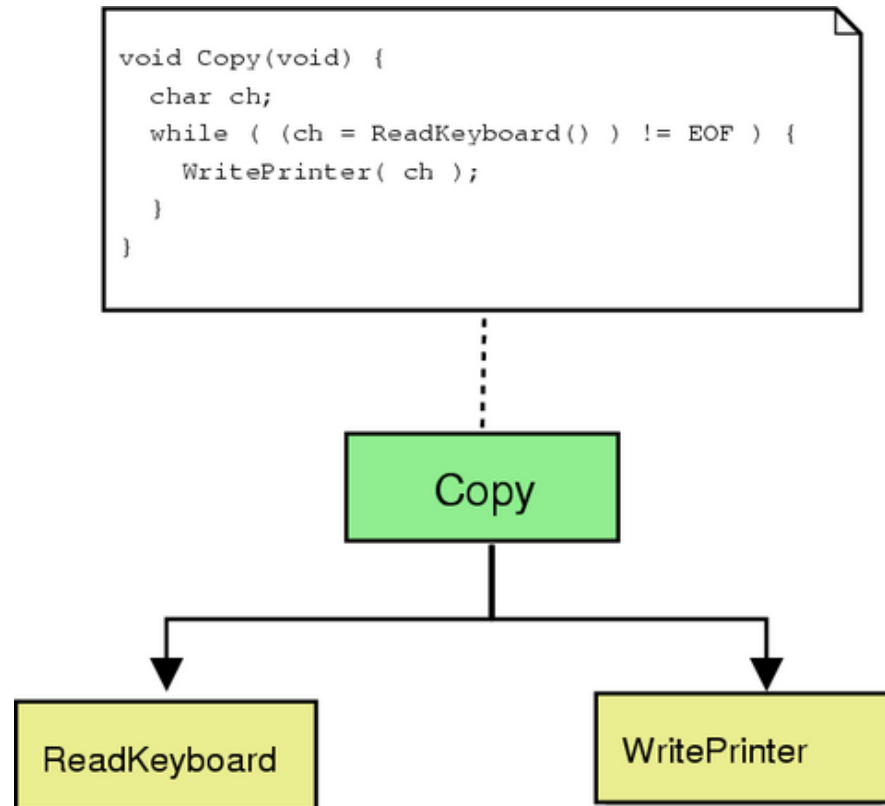 void Copy(void) {
  char ch;
  while ( (ch = ReadKeyboard() ) != EOF ) {
    WritePrinter( ch );
  }
}
Copy
ReadKeyboard
WritePrinter